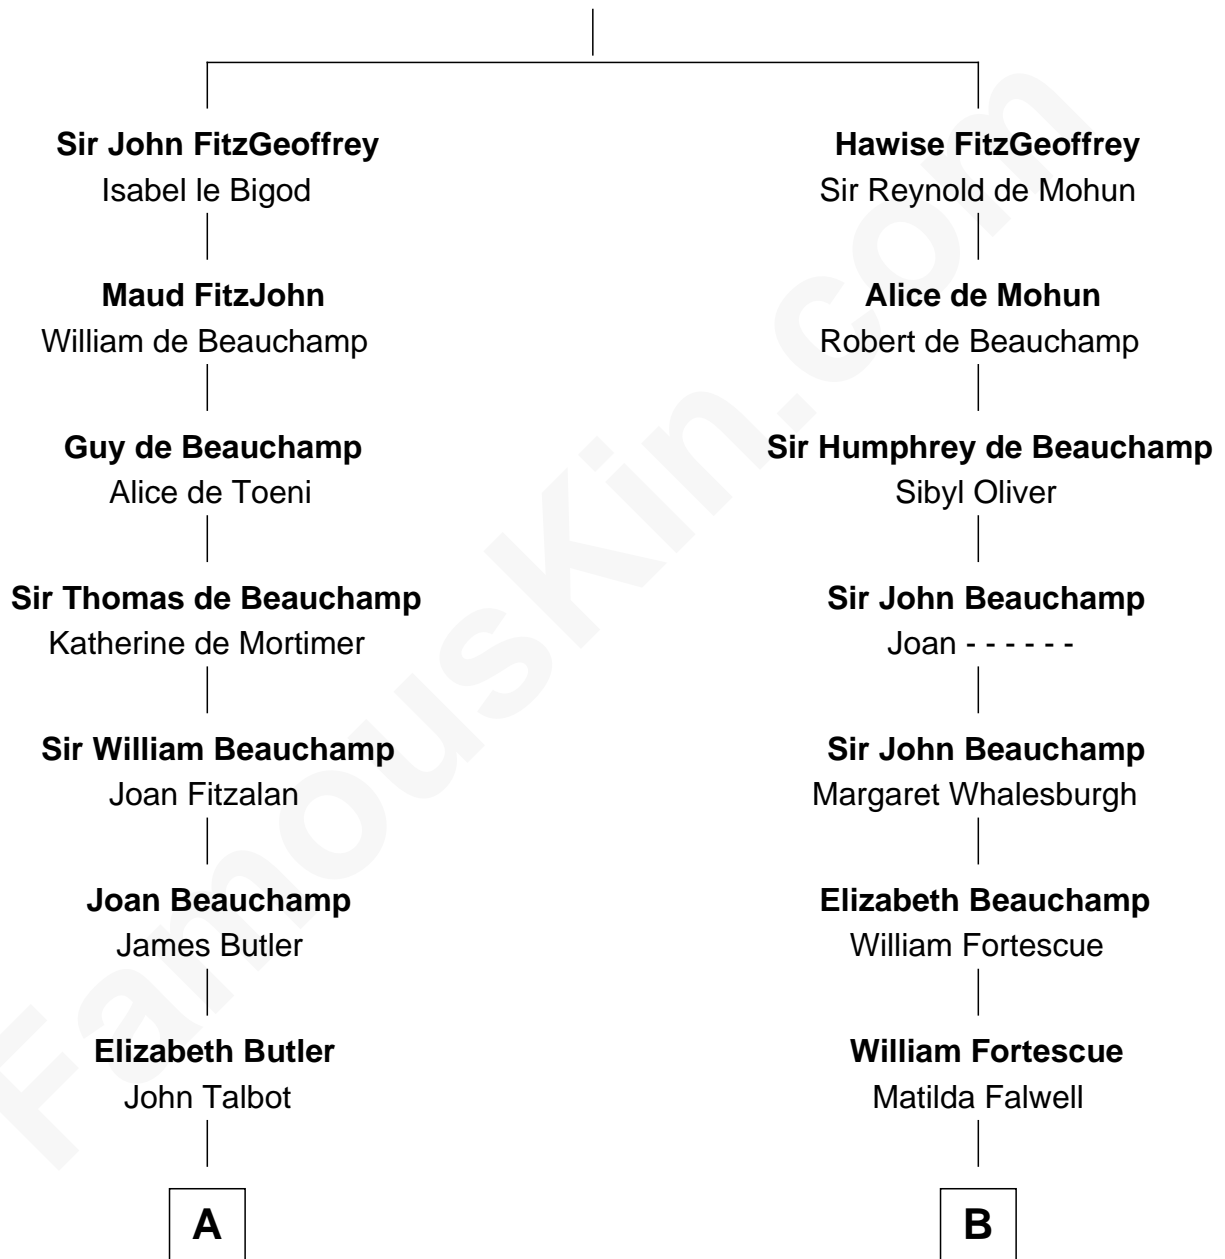 Sir John FitzGeoffrey
Isabel le Bigod
Maud FitzJohn
William de Beauchamp
Guy de Beauchamp
Alice de Toeni
Sir Thomas de Beauchamp
Katherine de Mortimer
Sir William Beauchamp
Joan Fitzalan
Joan Beauchamp
James Butler
Elizabeth Butler
John Talbot
A
Hawise FitzGeoffrey
Sir Reynold de Mohun
Alice de Mohun
Robert de Beauchamp
Sir Humphrey de Beauchamp
Sibyl Oliver
Sir John Beauchamp
Joan - - - - - -
Sir John Beauchamp
Margaret Whalesburgh
Elizabeth Beauchamp
William Fortescue
William Fortescue
Matilda Falwell
B
FamousKin.com